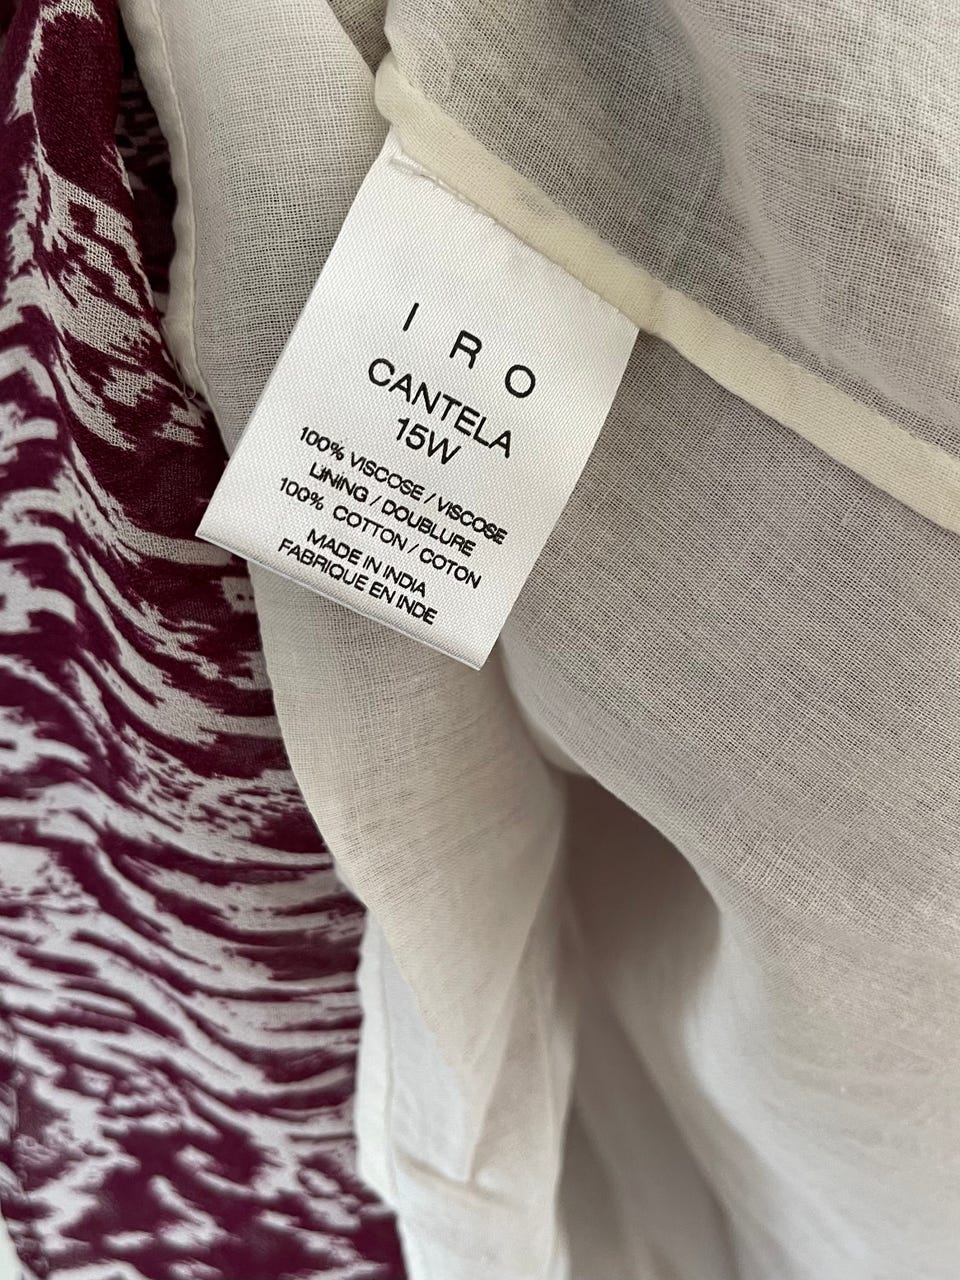 I R O
CANTELA
15W
100% VISCOSE / VISCOSE
LINING / DOUBLURE
100% COTTON / COTON
MADE IN INDIA
FABRIQUE EN INDE